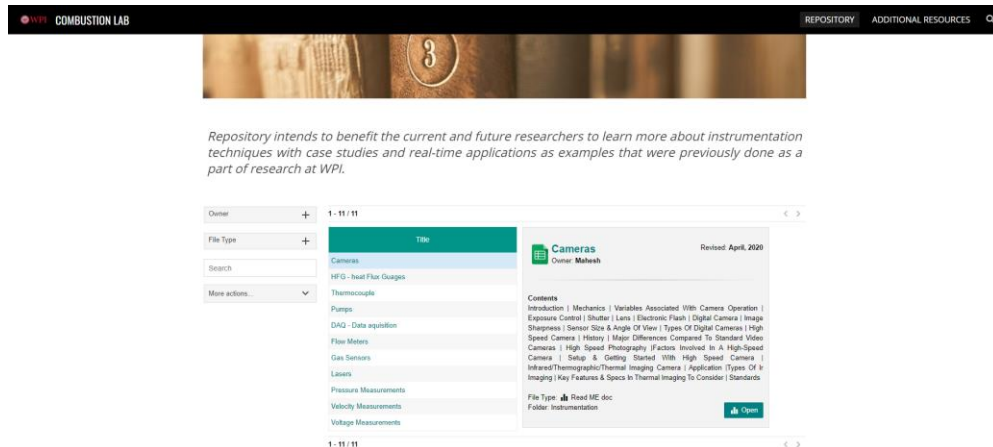 WPI COMBUSTION LAB REPOSITORY ADDITIONAL RESOURCES
3
Repository intends to benefit the current and future researchers to learn more about instrumentation
techniques with case studies and real-time applications as examples that were previously done as a
part of research at WPI.
Owner +
File Type +
Search
More actions...
1 - 11 / 11 < >
Title
Cameras
HFG - heat Flux Guages
Thermocouple
Pumps
DAQ - Data aquisition
Flow Meters
Gas Sensors
Lasers
Pressure Measurements
Velocity Measurements
Voltage Measurements
Cameras Revised: April, 2020
Owner: Mahesh
Contents
Introduction | Mechanics | Variables Associated With Camera Operation |
Exposure Control | Shutter | Lens | Electronic Flash | Digital Camera | Image
Sharpness | Sensor Size & Angle Of View | Types Of Digital Cameras | High
Speed Camera | History | Major Differences Compared To Standard Video
Cameras | High Speed Photography |Factors Involved In A High-Speed
Camera | Setup & Getting Started With High Speed Camera |
Infrared/Thermographic/Thermal Imaging Camera | Application |Types Of Ir
Imaging | Key Features & Specs In Thermal Imaging To Consider | Standards
File Type: Read ME doc
Folder: Instrumentation
Open
1 - 11 / 11 < >